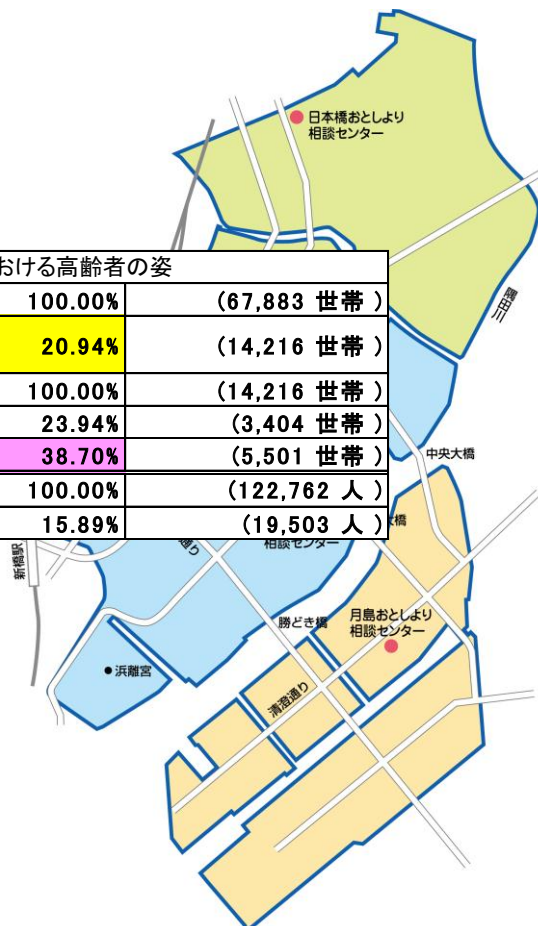 日本橋おとしより
相談センター
おける高齢者の姿
100.00% (67,883 世帯 )
20.94% (14,216 世帯 )
100.00% (14,216 世帯 )
23.94% (3,404 世帯 )
38.70% (5,501 世帯 )
100.00% (122,762 人 )
15.89% (19,503 人 )
隅田川
中央大橋
大橋
通り
相談センター
新橋駅
勝どき橋
月島おとしより
相談センター
浜離宮
清澄通り